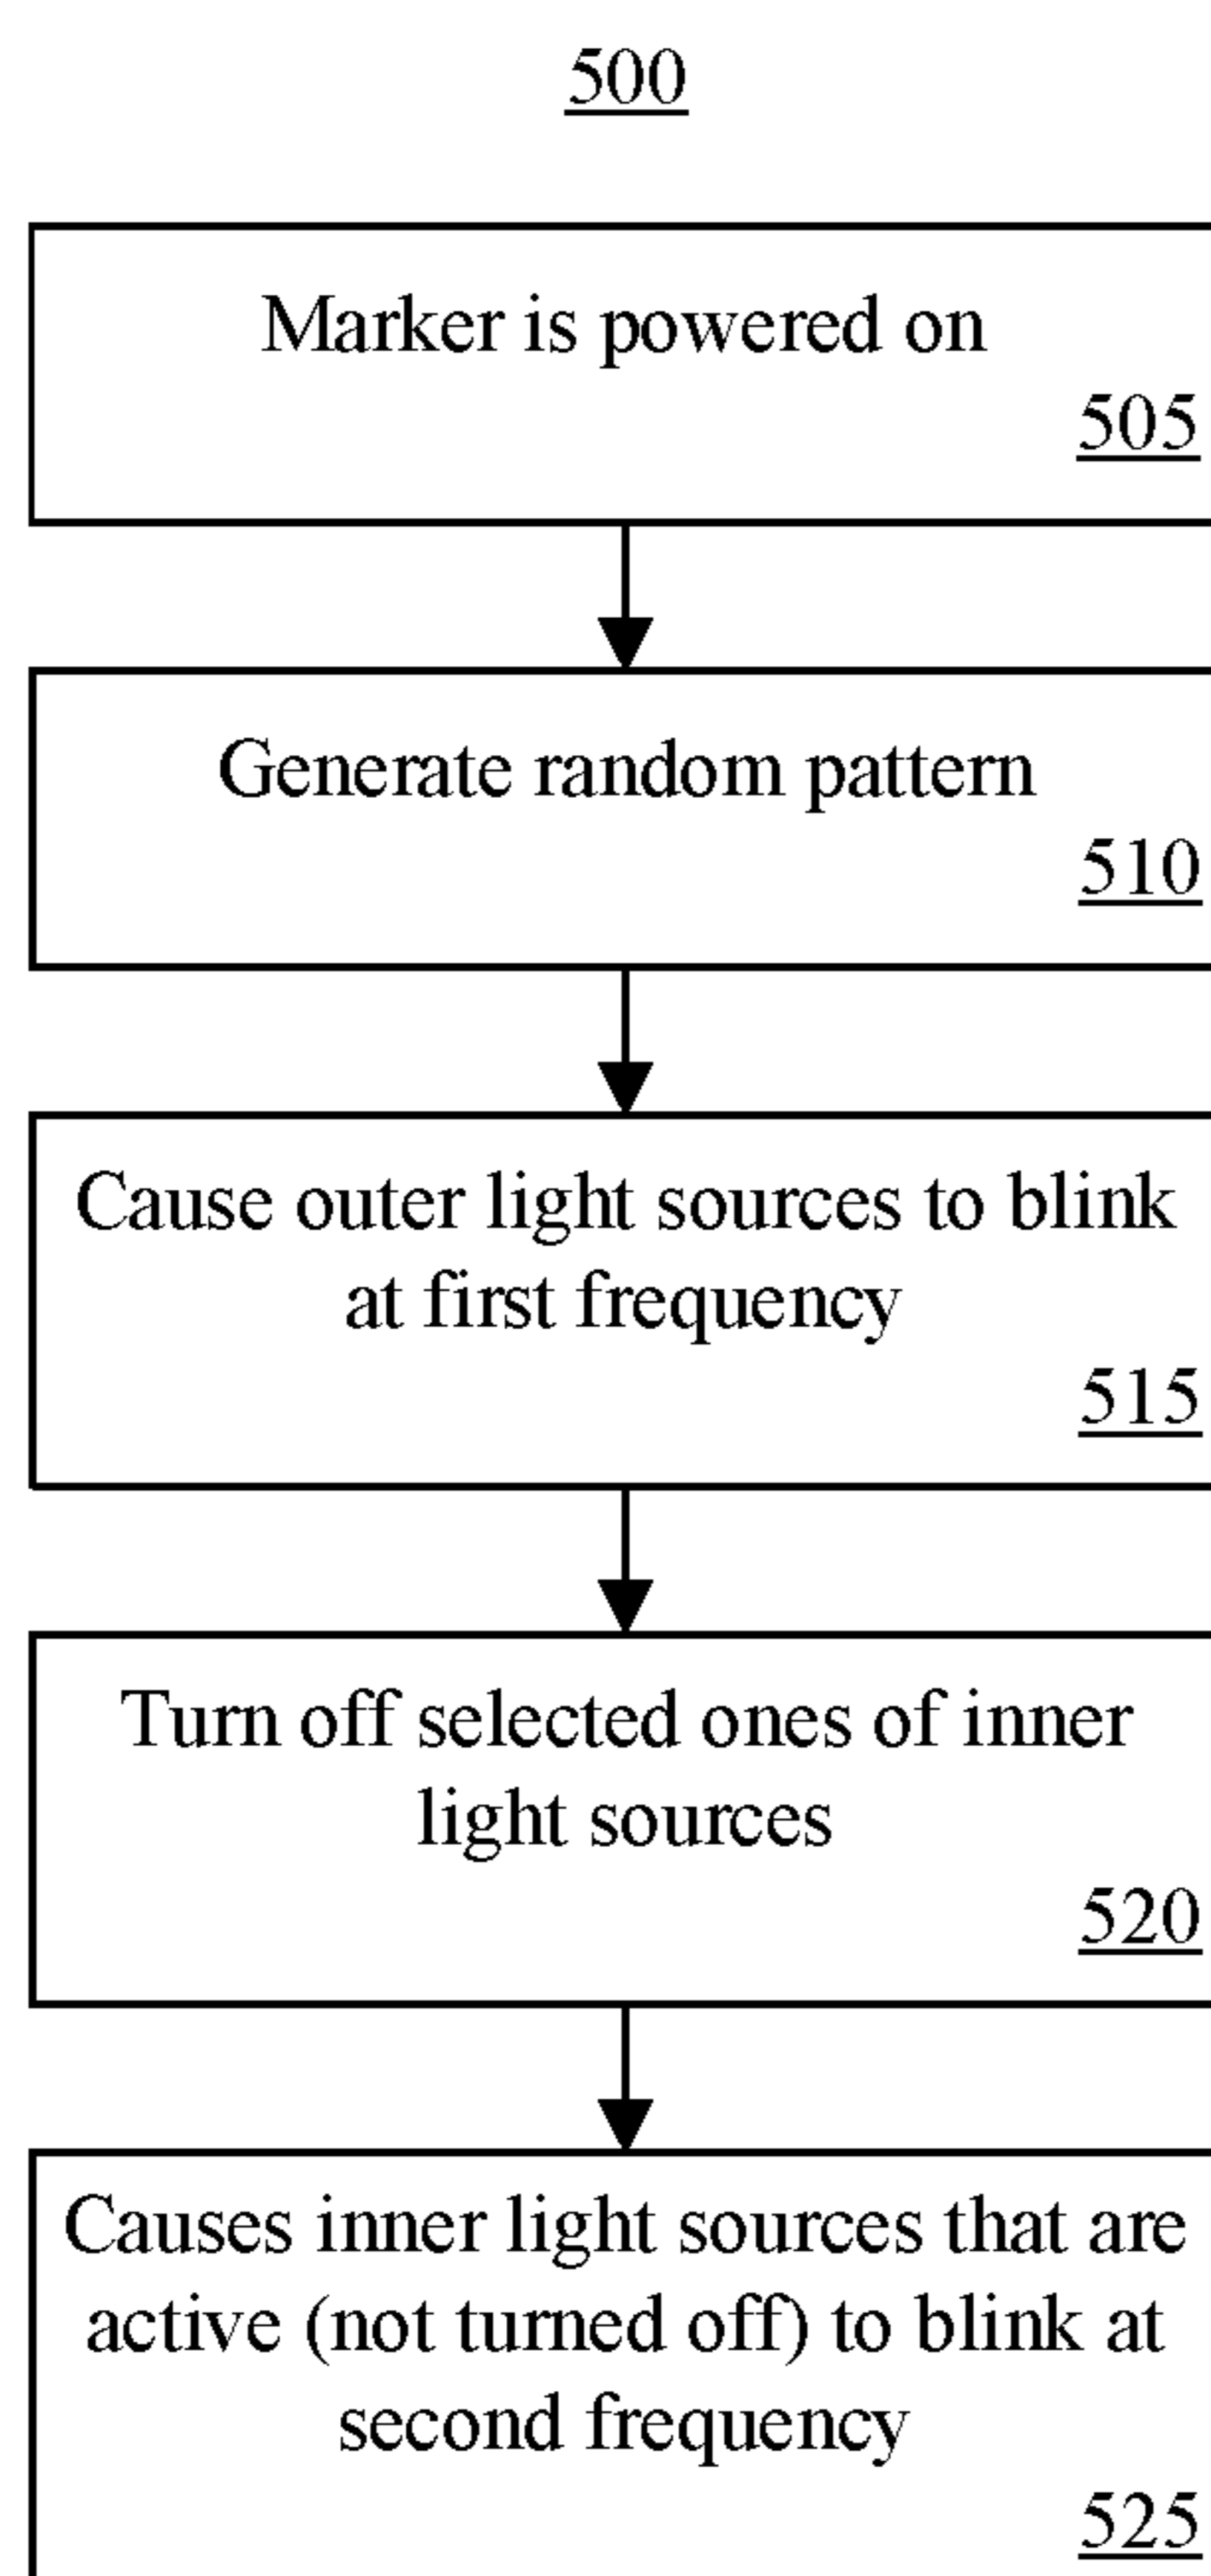 500
Marker is powered on
505
Generate random pattern
510
Cause outer light sources to blink
at first frequency
515
Turn off selected ones of inner
light sources
520
Causes inner light sources that are
active (not turned off) to blink at
second frequency
525